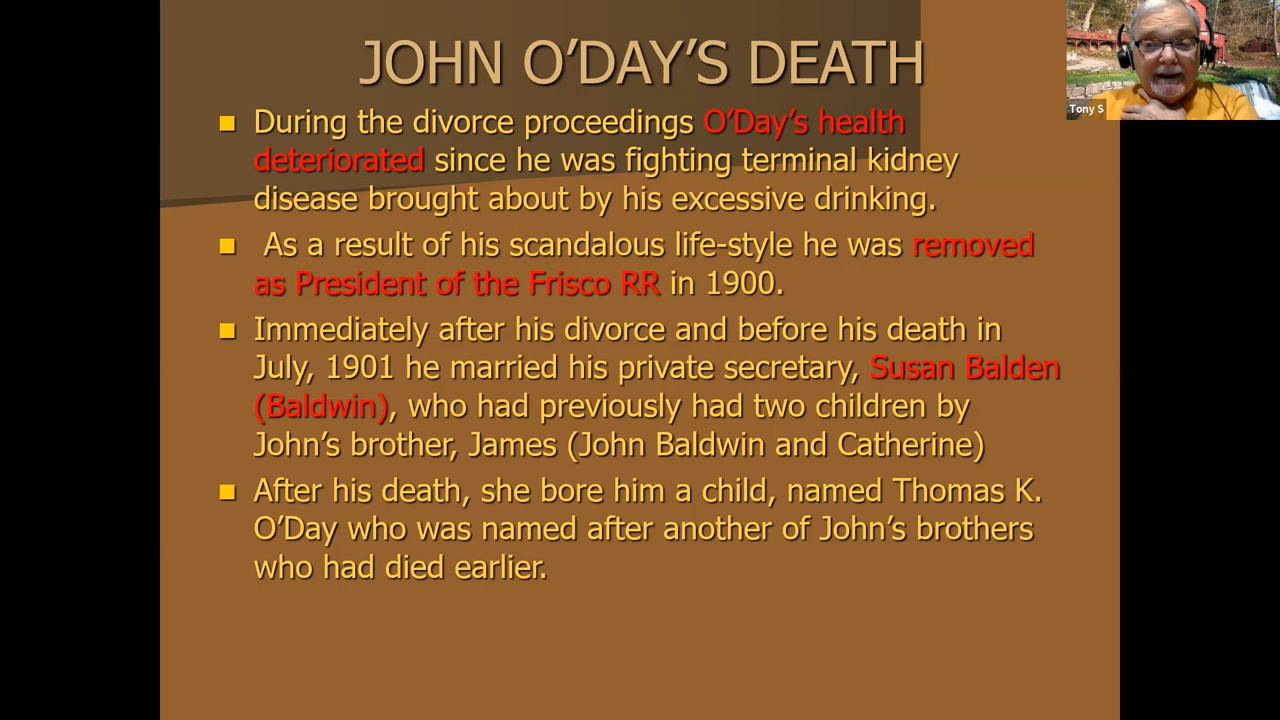 JOHN O’DAY’S DEATH
Tony S
During the divorce proceedings O’Day’s health
deteriorated since he was fighting terminal kidney
disease brought about by his excessive drinking.
As a result of his scandalous life-style he was removed
as President of the Frisco RR in 1900.
Immediately after his divorce and before his death in
July, 1901 he married his private secretary, Susan Balden
(Baldwin), who had previously had two children by
John’s brother, James (John Baldwin and Catherine)
After his death, she bore him a child, named Thomas K.
O’Day who was named after another of John’s brothers
who had died earlier.